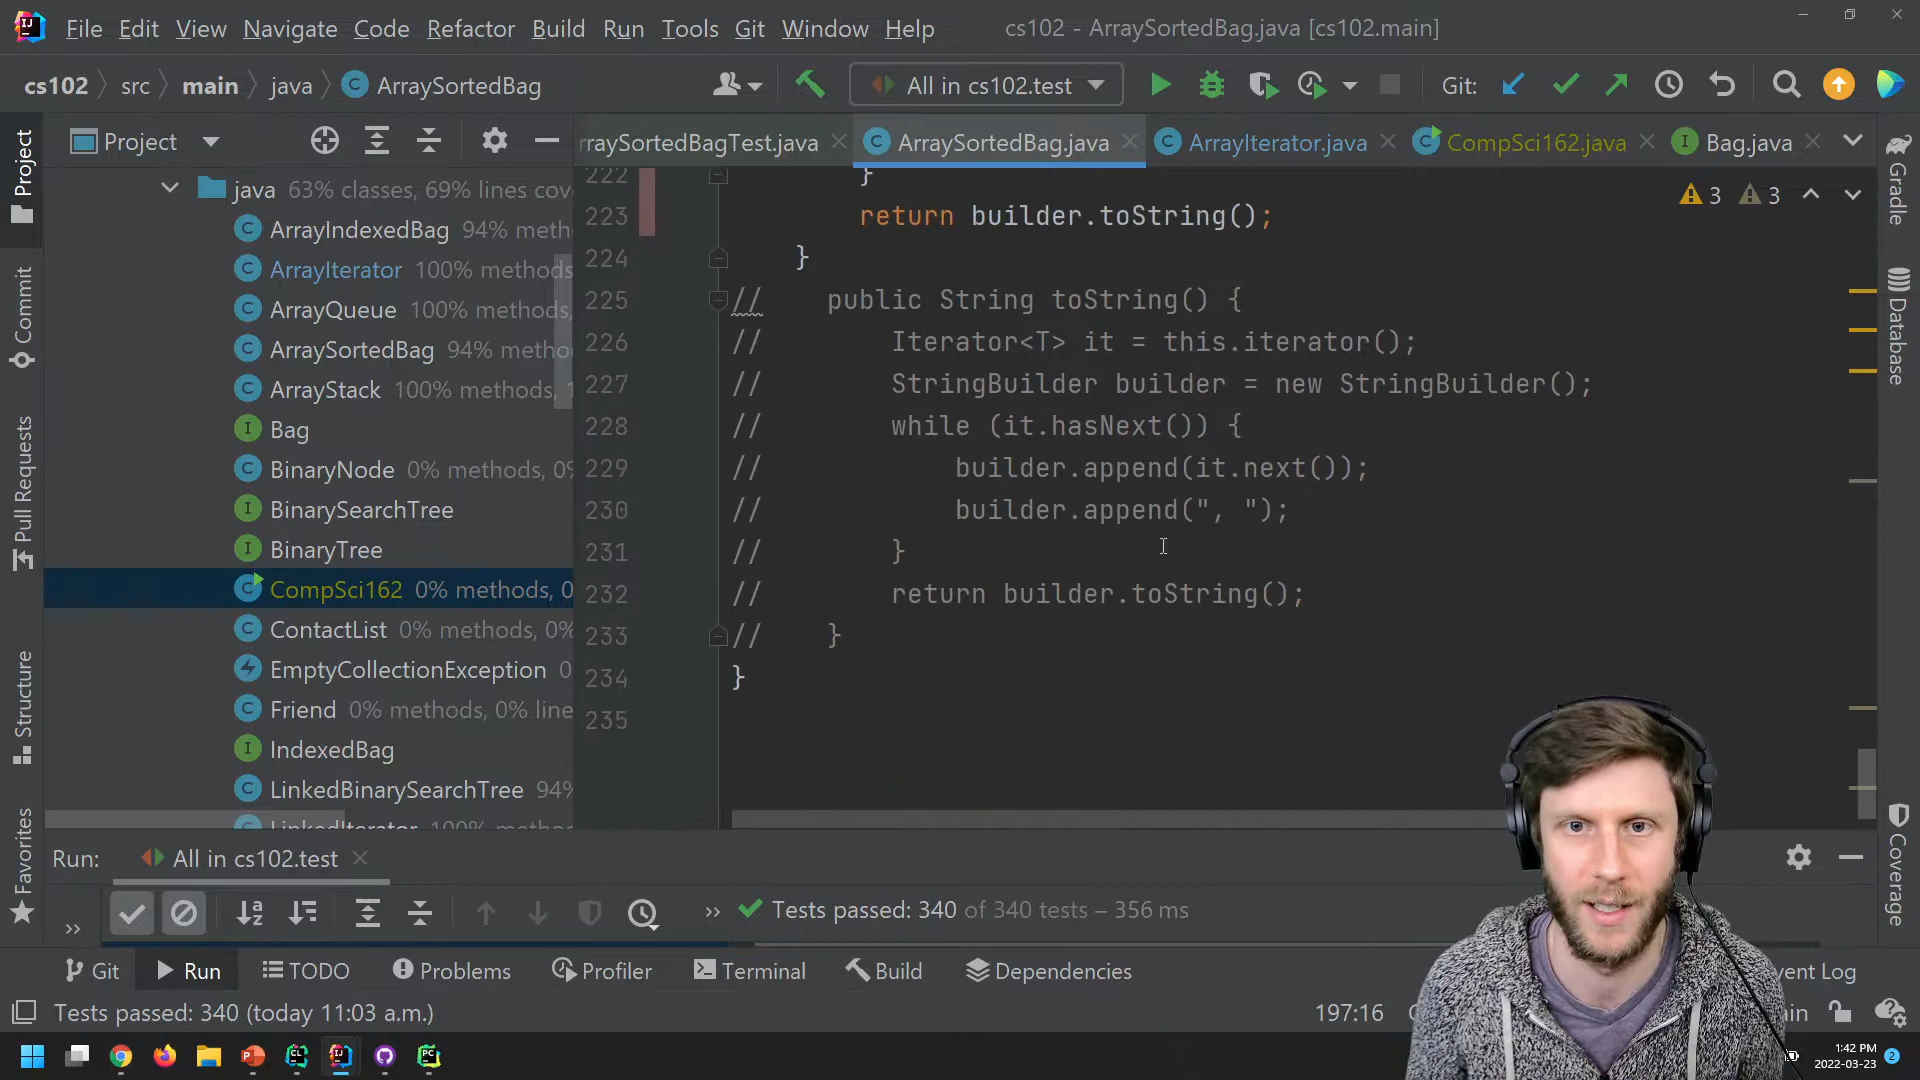 File Edit View Navigate Code Refactor Build Run Tools Git Window Help cs102 - ArraySortedBag.java [cs102.main]
cs102 src main java ArraySortedBag All in cs102.test Git:
Project
rraySortedBagTest.java ArraySortedBag.java ArrayIterator.java CompSci162.java Bag.java
java 63% classes, 69% lines cove
ArrayIndexedBag 94% meth
ArrayIterator 100% methods
ArrayQueue 100% methods,
ArraySortedBag 94% metho
ArrayStack 100% methods, 1
Bag
BinaryNode 0% methods, 0%
BinarySearchTree
BinaryTree
CompSci162 0% methods, 0
ContactList 0% methods, 0%
EmptyCollectionException 0
Friend 0% methods, 0% line
IndexedBag
LinkedBinarySearchTree 94%
LinkedIterator 100% metho
Project
Commit
Pull Requests
Structure
Favorites
3 3
222 }
223 return builder.toString();
224 }
225 // public String toString() {
226 // Iterator<T> it = this.iterator();
227 // StringBuilder builder = new StringBuilder();
228 // while (it.hasNext()) {
229 // builder.append(it.next());
230 // builder.append(", ");
231 // }
232 // return builder.toString();
233 // }
234 }
235
Gradle
Database
Coverage
Run: All in cs102.test
» » Tests passed: 340 of 340 tests – 356 ms
Git Run TODO Problems Profiler Terminal Build Dependencies vent Log
Tests passed: 340 (today 11:03 a.m.) 197:16
1:42 PM
2022-03-23
2